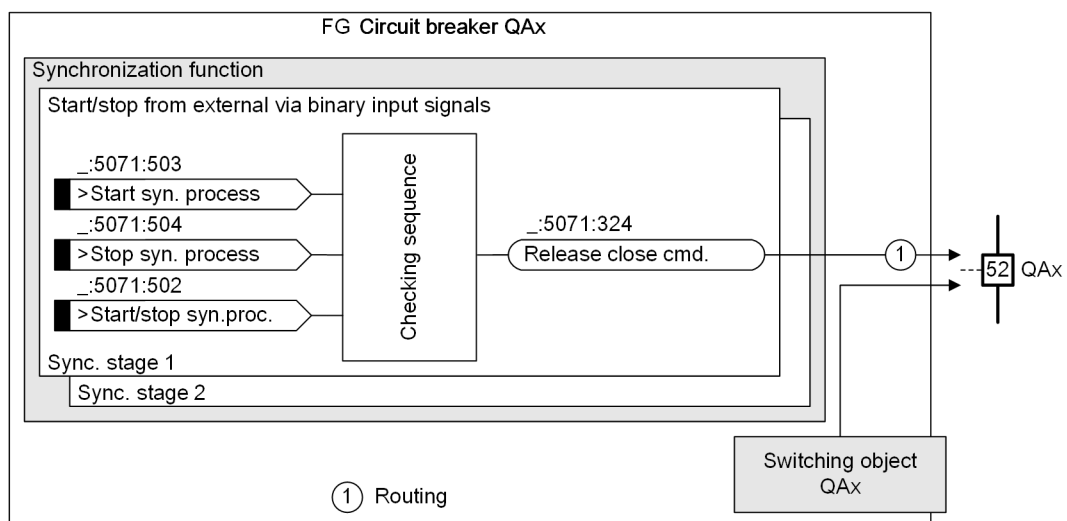 FG Circuit breaker QAx
Synchronization function
Start/stop from external via binary input signals
_:5071:503
>Start syn. process
_:5071:504
>Stop syn. process
_:5071:502
>Start/stop syn.proc.
Checking sequence
_:5071:324
Release close cmd.
1
52 QAx
Sync. stage 1
Sync. stage 2
Switching object
QAx
1 Routing